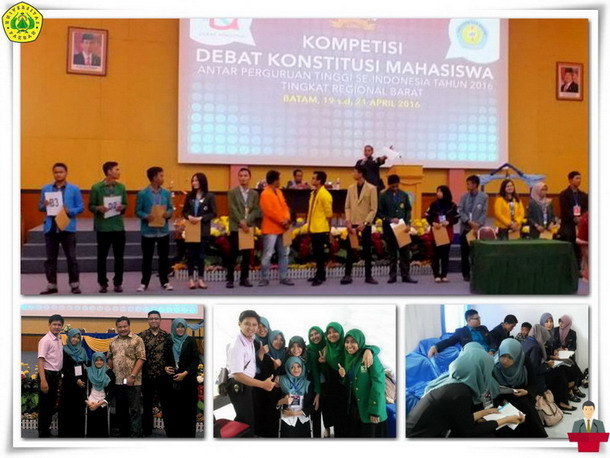 KOMPETISI
DEBAT KONSTITUSI MAHASISWA
ANTAR PERGURUAN TINGGI SE-INDONESIA TAHUN 2016
TINGKAT REGIONAL BARAT
BATAM, 19 s.d. 21 APRIL 2016
B3